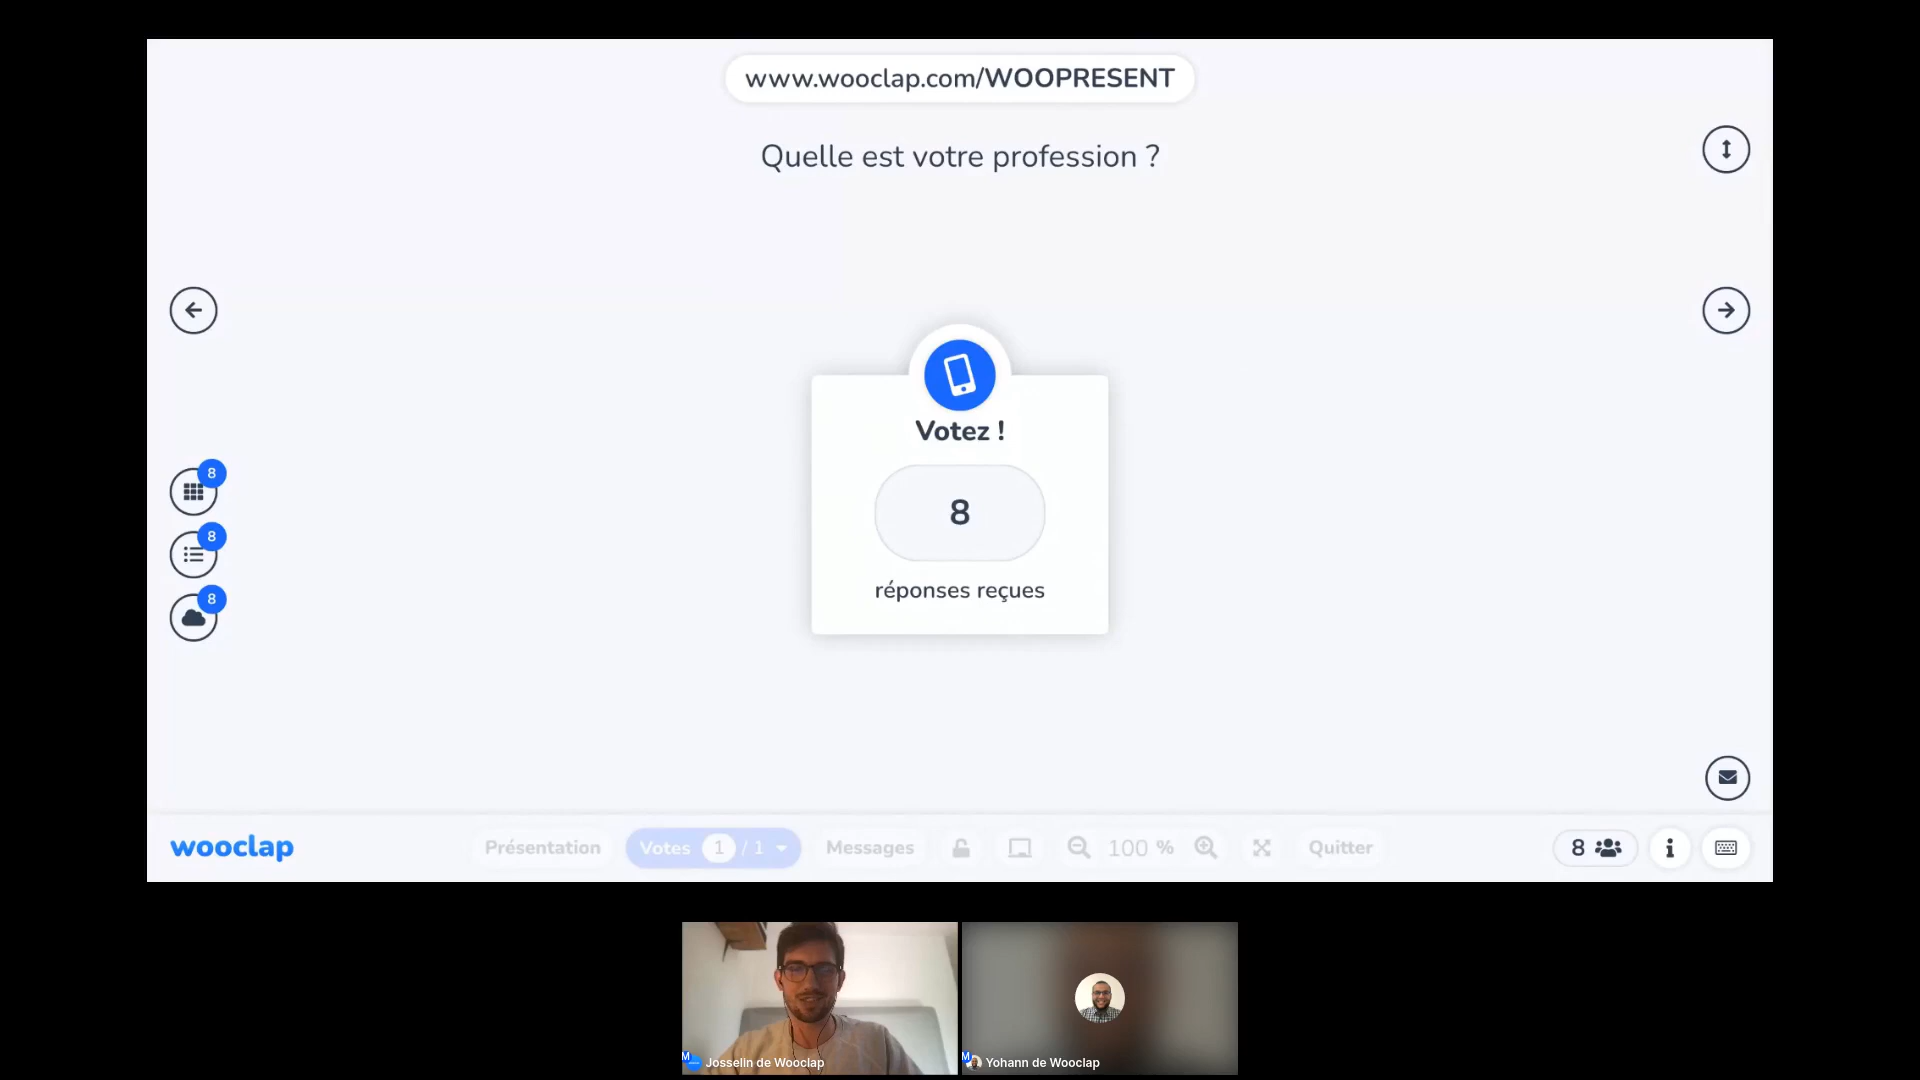 www.wooclap.com/WOOPRESENT
Quelle est votre profession ?
Votez !
8
réponses reçues
8
8
8
wooclap
Présentation
Votes 1 / 1
Messages
100 %
Quitter
8
i
M
Josselin de Wooclap
M
Yohann de Wooclap